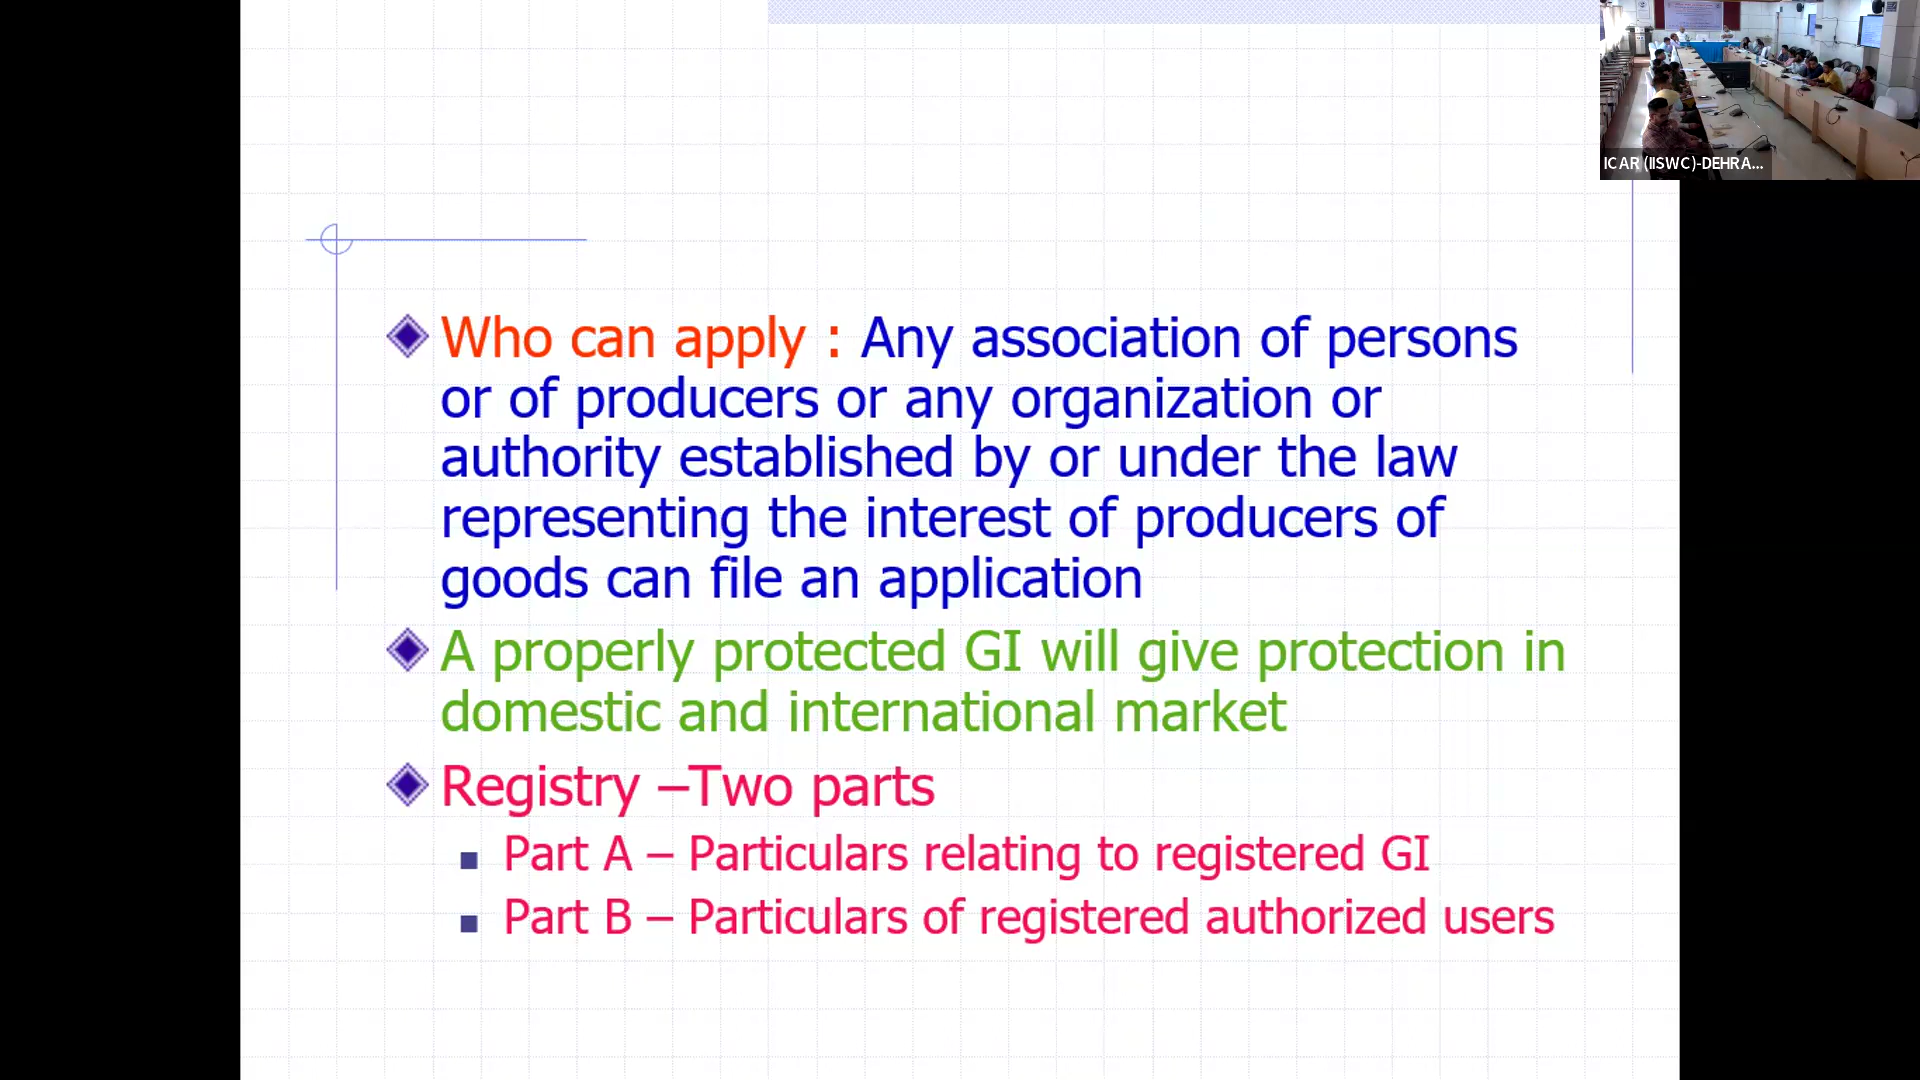 ICAR (IISWC)-DEHRA...
Who can apply : Any association of persons
or of producers or any organization or
authority established by or under the law
representing the interest of producers of
goods can file an application
A properly protected GI will give protection in
domestic and international market
Registry –Two parts
Part A – Particulars relating to registered GI
Part B – Particulars of registered authorized users